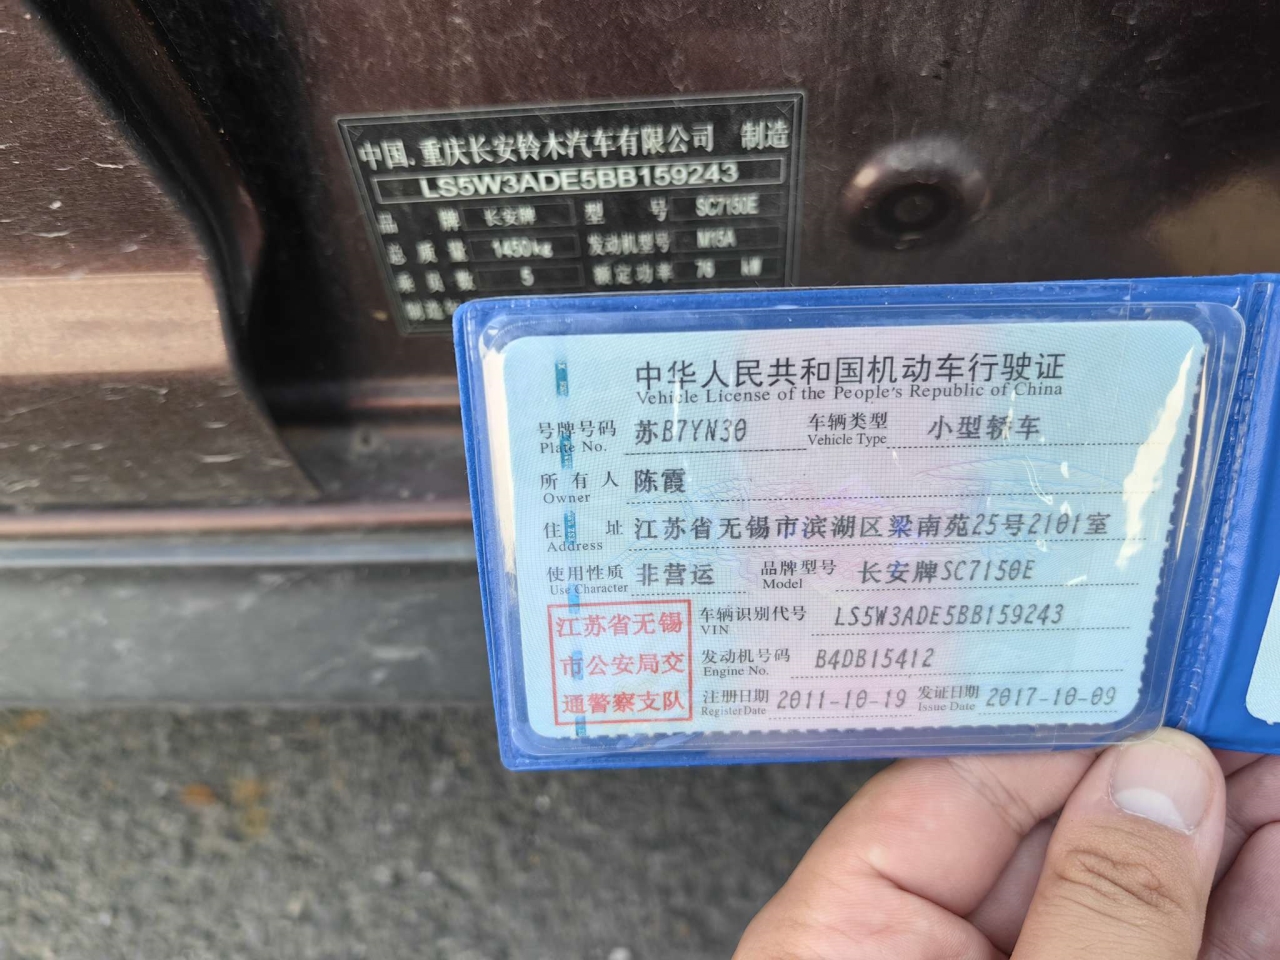 中国.重庆长安铃木汽车有限公司 制造
LS5W3ADE5BB159243
品 牌 长安牌 型 号 SC7150E
总质量 1450kg 发动机型号 M15A
乘员数 5 额定功率 76 kW
制造
中华人民共和国机动车行驶证
Vehicle License of the People's Republic of China
号牌号码 苏B7YN30 车辆类型 小型轿车
Plate No. Vehicle Type
所有人 陈霞
Owner
住 址 江苏省无锡市滨湖区梁南苑25号2101室
Address
使用性质 非营运 品牌型号 长安牌SC7150E
Use Character Model
江苏省无锡
市公安局交
通警察支队
车辆识别代号 LS5W3ADE5BB159243
VIN
发动机号码 B4DB15412
Engine No.
注册日期 2011-10-19 发证日期 2017-10-09
Register Date Issue Date